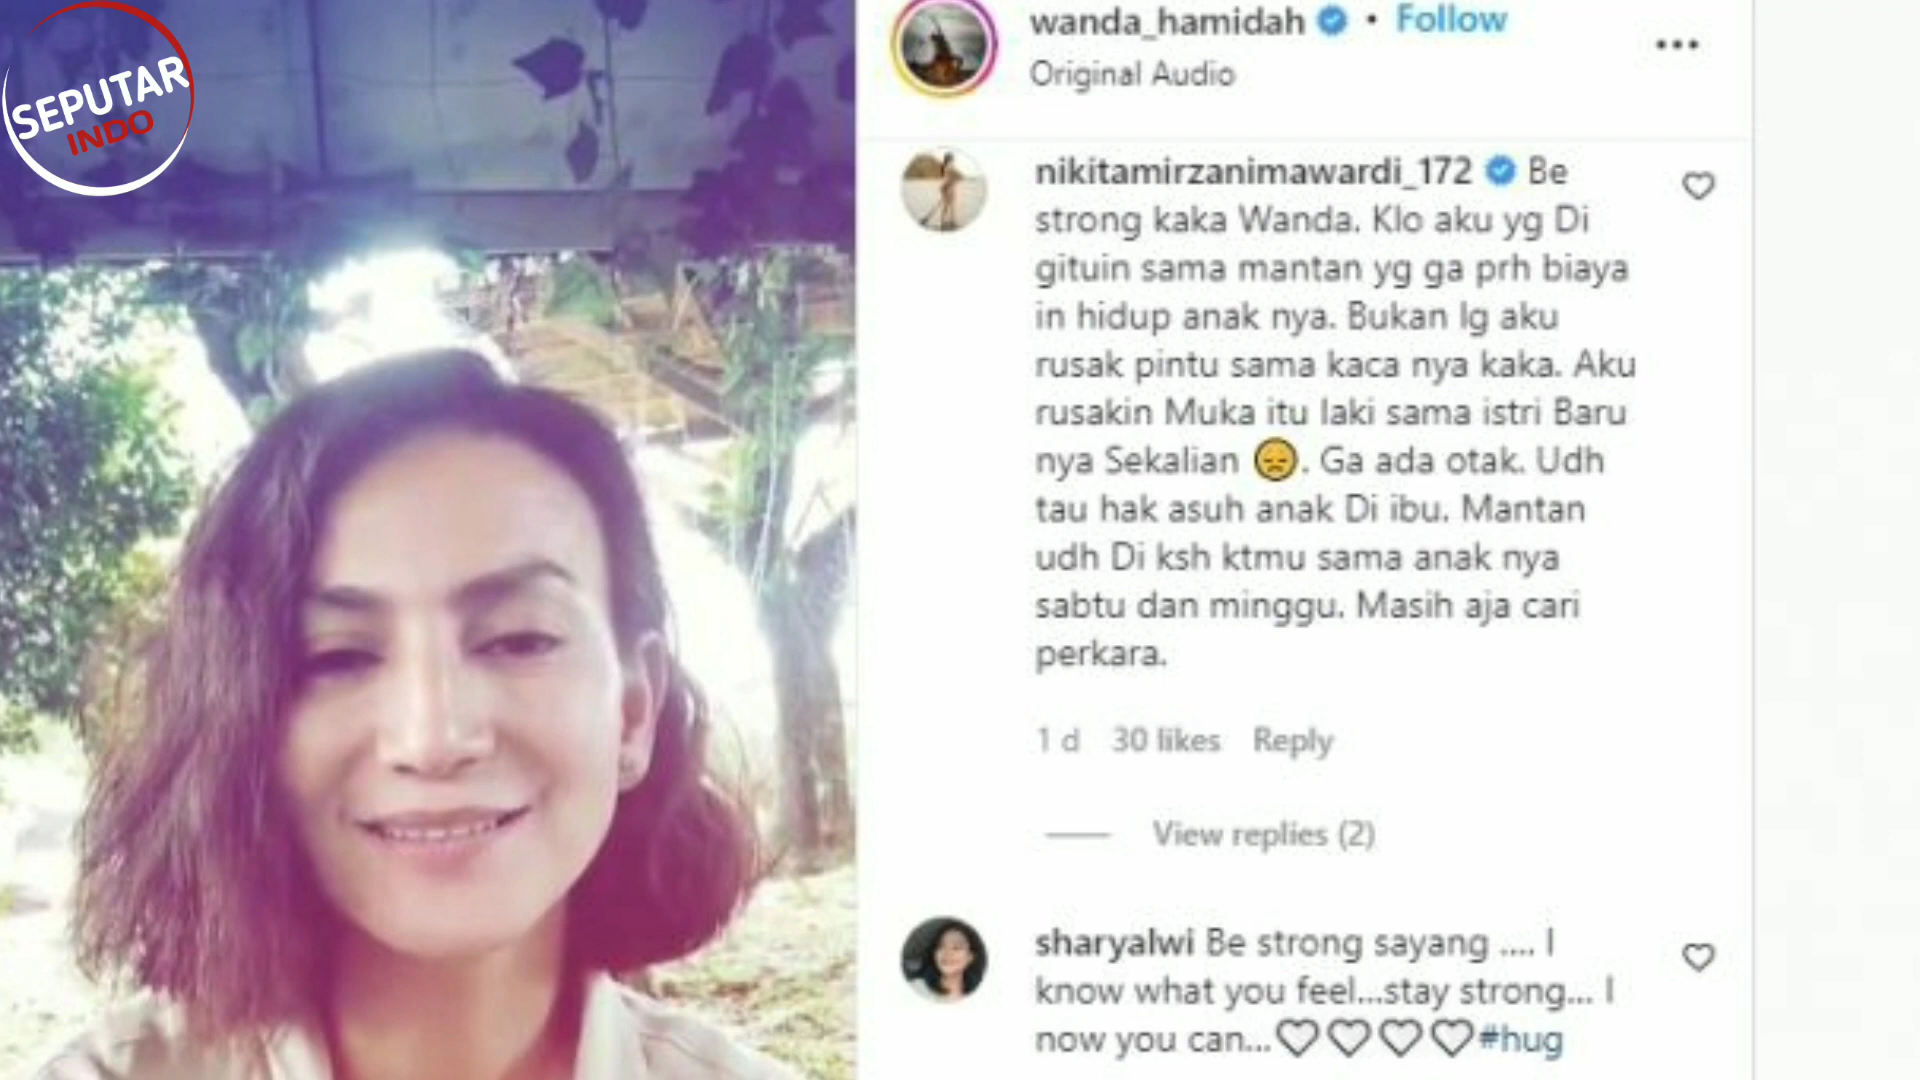 SEPUTAR
INDO
wanda_hamidah • Follow
Original Audio
nikitamirzanimawardi_172 Be
strong kaka Wanda. Klo aku yg Di
gituin sama mantan yg ga prh biaya
in hidup anak nya. Bukan lg aku
rusak pintu sama kaca nya kaka. Aku
rusakin Muka itu laki sama istri Baru
nya Sekalian 😞. Ga ada otak. Udh
tau hak asuh anak Di ibu. Mantan
udh Di ksh ktmu sama anak nya
sabtu dan minggu. Masih aja cari
perkara.
1 d 30 likes Reply
View replies (2)
sharyalwi Be strong sayang .... I
know what you feel...stay strong... I
now you can...♡♡♡♡#hug